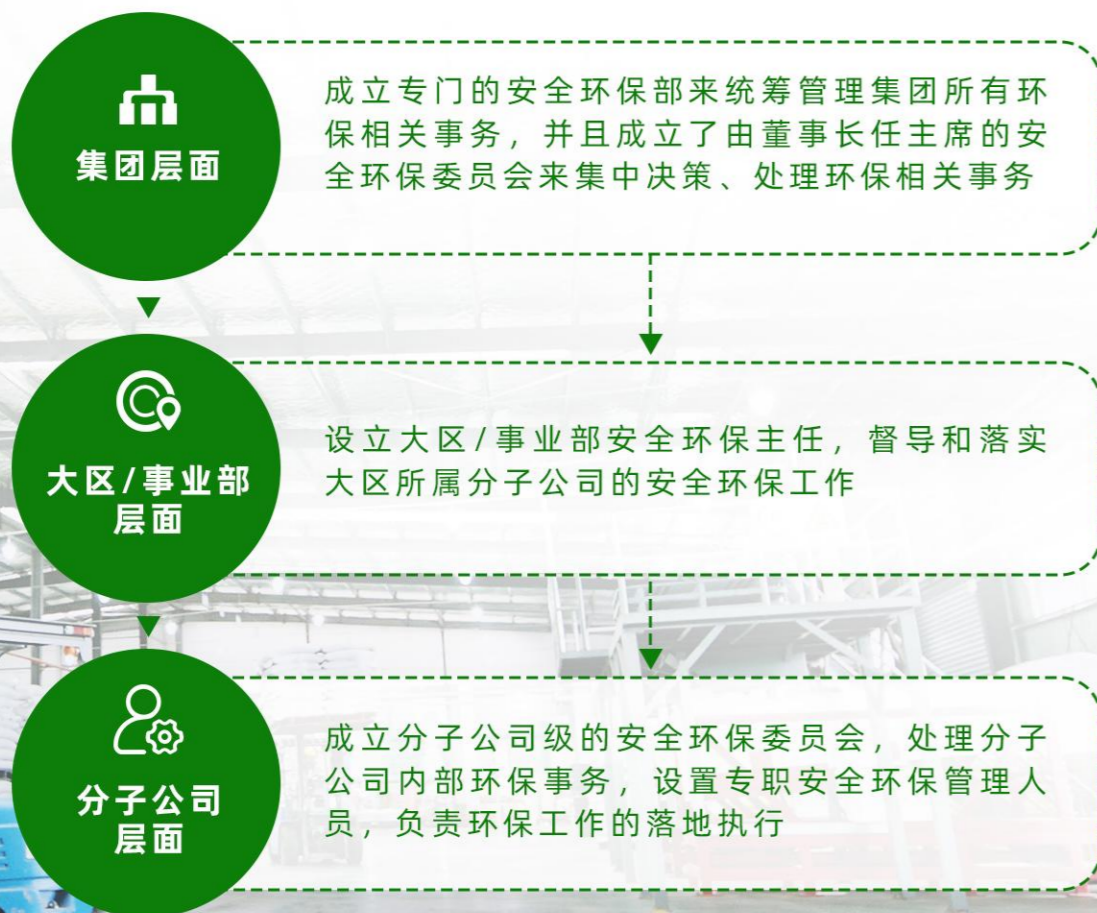 集团层面
成立专门的安全环保部来统筹管理集团所有环
保相关事务，并且成立了由董事长任主席的安
全环保委员会来集中决策、处理环保相关事务
大区/事业部
层面
设立大区/事业部安全环保主任，督导和落实
大区所属分子公司的安全环保工作
分子公司
层面
成立分子公司级的安全环保委员会，处理分子
公司内部环保事务，设置专职安全环保管理人
员，负责环保工作的落地执行